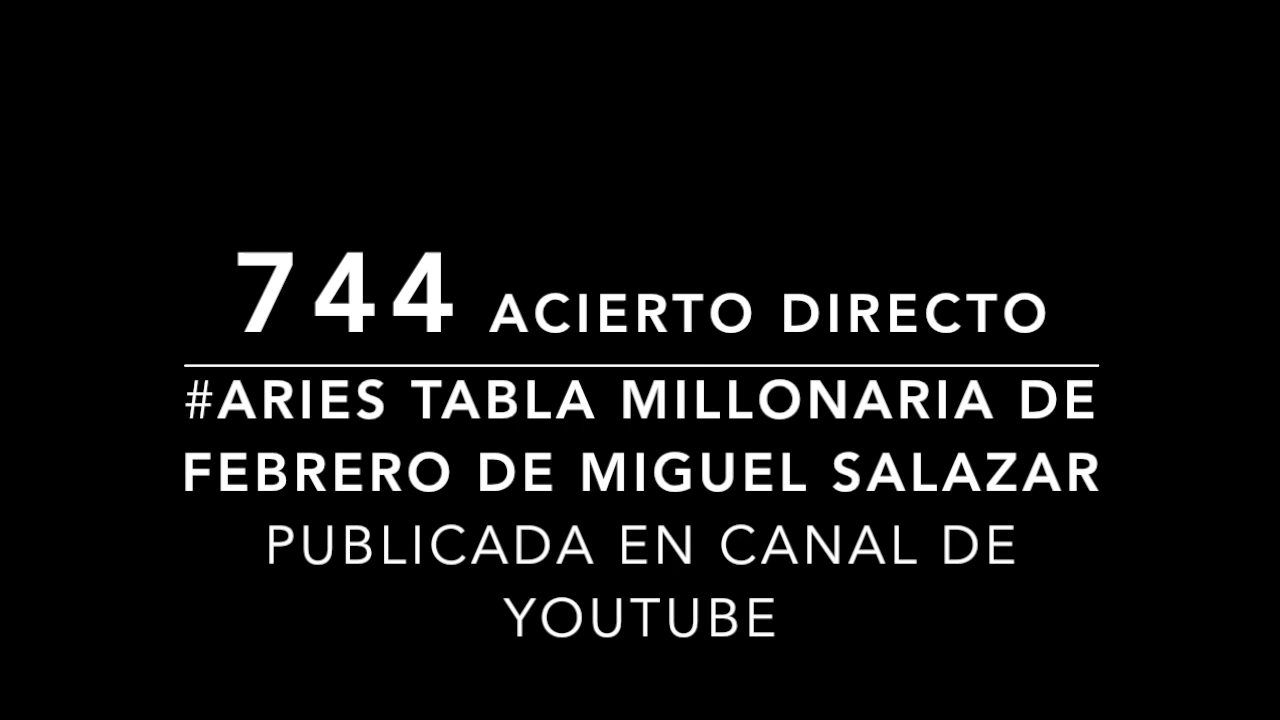 744 ACIERTO DIRECTO
#ARIES TABLA MILLONARIA DE
FEBRERO DE MIGUEL SALAZAR
PUBLICADA EN CANAL DE
YOUTUBE